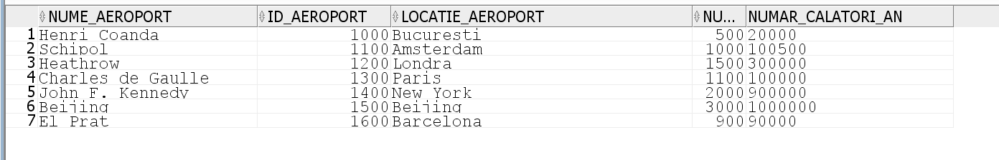 NUME_AEROPORT ID_AEROPORT LOCATIE_AEROPORT NU... NUMAR_CALATORI_AN
1 Henri Coanda 1000 Bucuresti 500 20000
2 Schipol 1100 Amsterdam 1000 100500
3 Heathrow 1200 Londra 1500 300000
4 Charles de Gaulle 1300 Paris 1100 100000
5 John F. Kennedy 1400 New York 2000 900000
6 Beijing 1500 Beijing 3000 1000000
7 El Prat 1600 Barcelona 900 90000